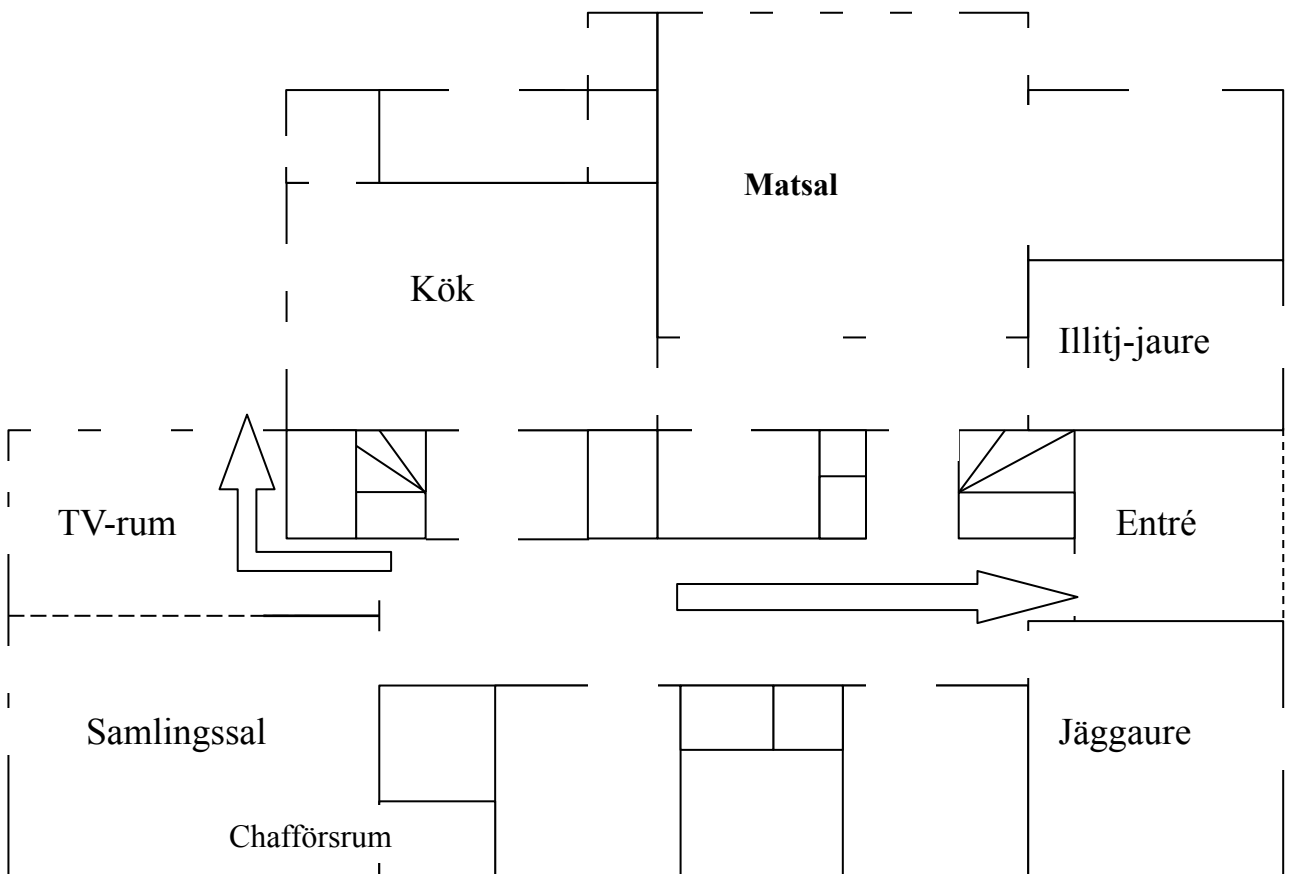 Matsal
Kök
Illitj-jaure
TV-rum
Entré
Samlingssal
Jäggaure
Chafförsrum